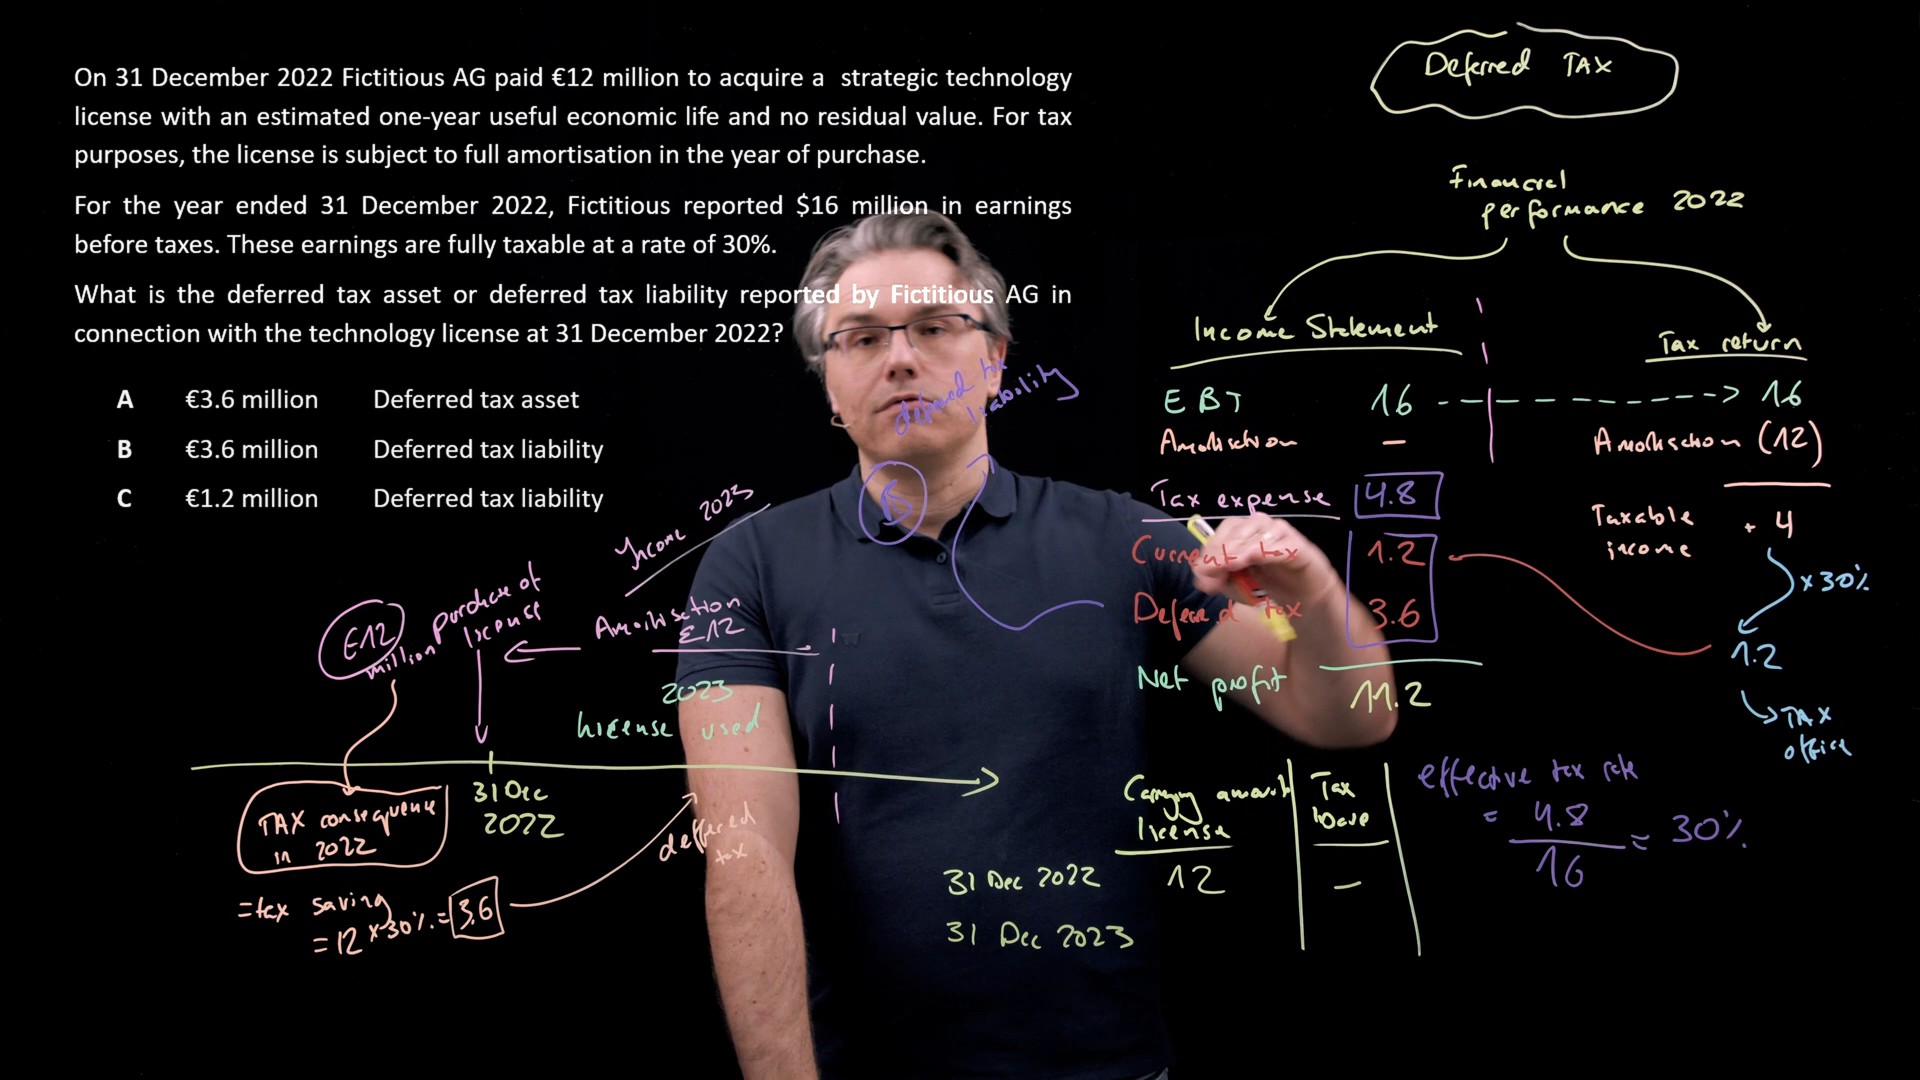 On 31 December 2022 Fictitious AG paid €12 million to acquire a strategic technology
license with an estimated one-year useful economic life and no residual value. For tax
purposes, the license is subject to full amortisation in the year of purchase.
For the year ended 31 December 2022, Fictitious reported $16 million in earnings
before taxes. These earnings are fully taxable at a rate of 30%.
What is the deferred tax asset or deferred tax liability reported by Fictitious AG in
connection with the technology license at 31 December 2022?
A €3.6 million Deferred tax asset
B €3.6 million Deferred tax liability
C €1.2 million Deferred tax liability
Deferred TAX
Financial
performance 2022
Income Statement
Tax return
EBT 16 16
Amortisation – Amortisation (12)
Tax expense 4.8
Taxable
income + 4
Current tax 1.2
Deferred tax 3.6
x 30%
1.2
TAX
office
Net profit 11.2
deferred tax
liability
B
Income 2023
€12
million
purchase of
license
Amortisation
€12
2023
license used
31 Dec
2022
TAX consequence
in 2022
= tax saving
= 12 x 30% = 3.6
deffered
tax
Carrying amount
license
Tax
base
31 Dec 2022 12 –
31 Dec 2023
effective tax rate
= 4.8
16
= 30%